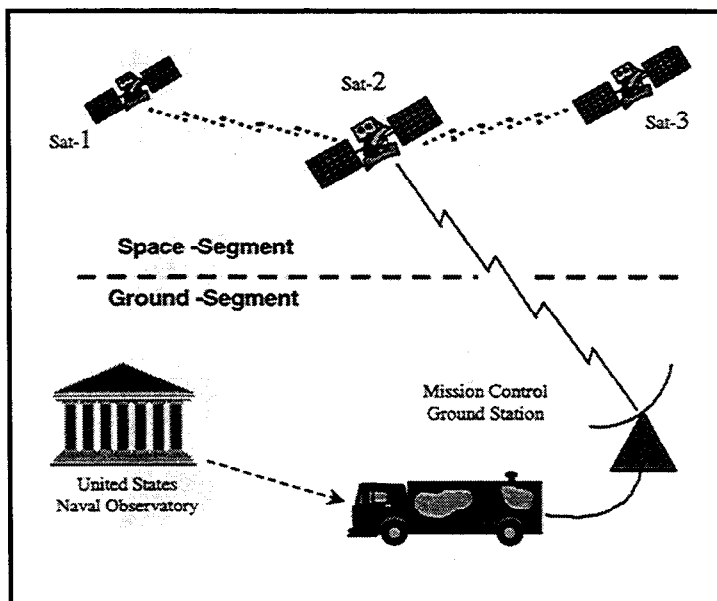 Sat-1
Sat-2
Sat-3
Space -Segment
Ground -Segment
Mission Control
Ground Station
United States
Naval Observatory